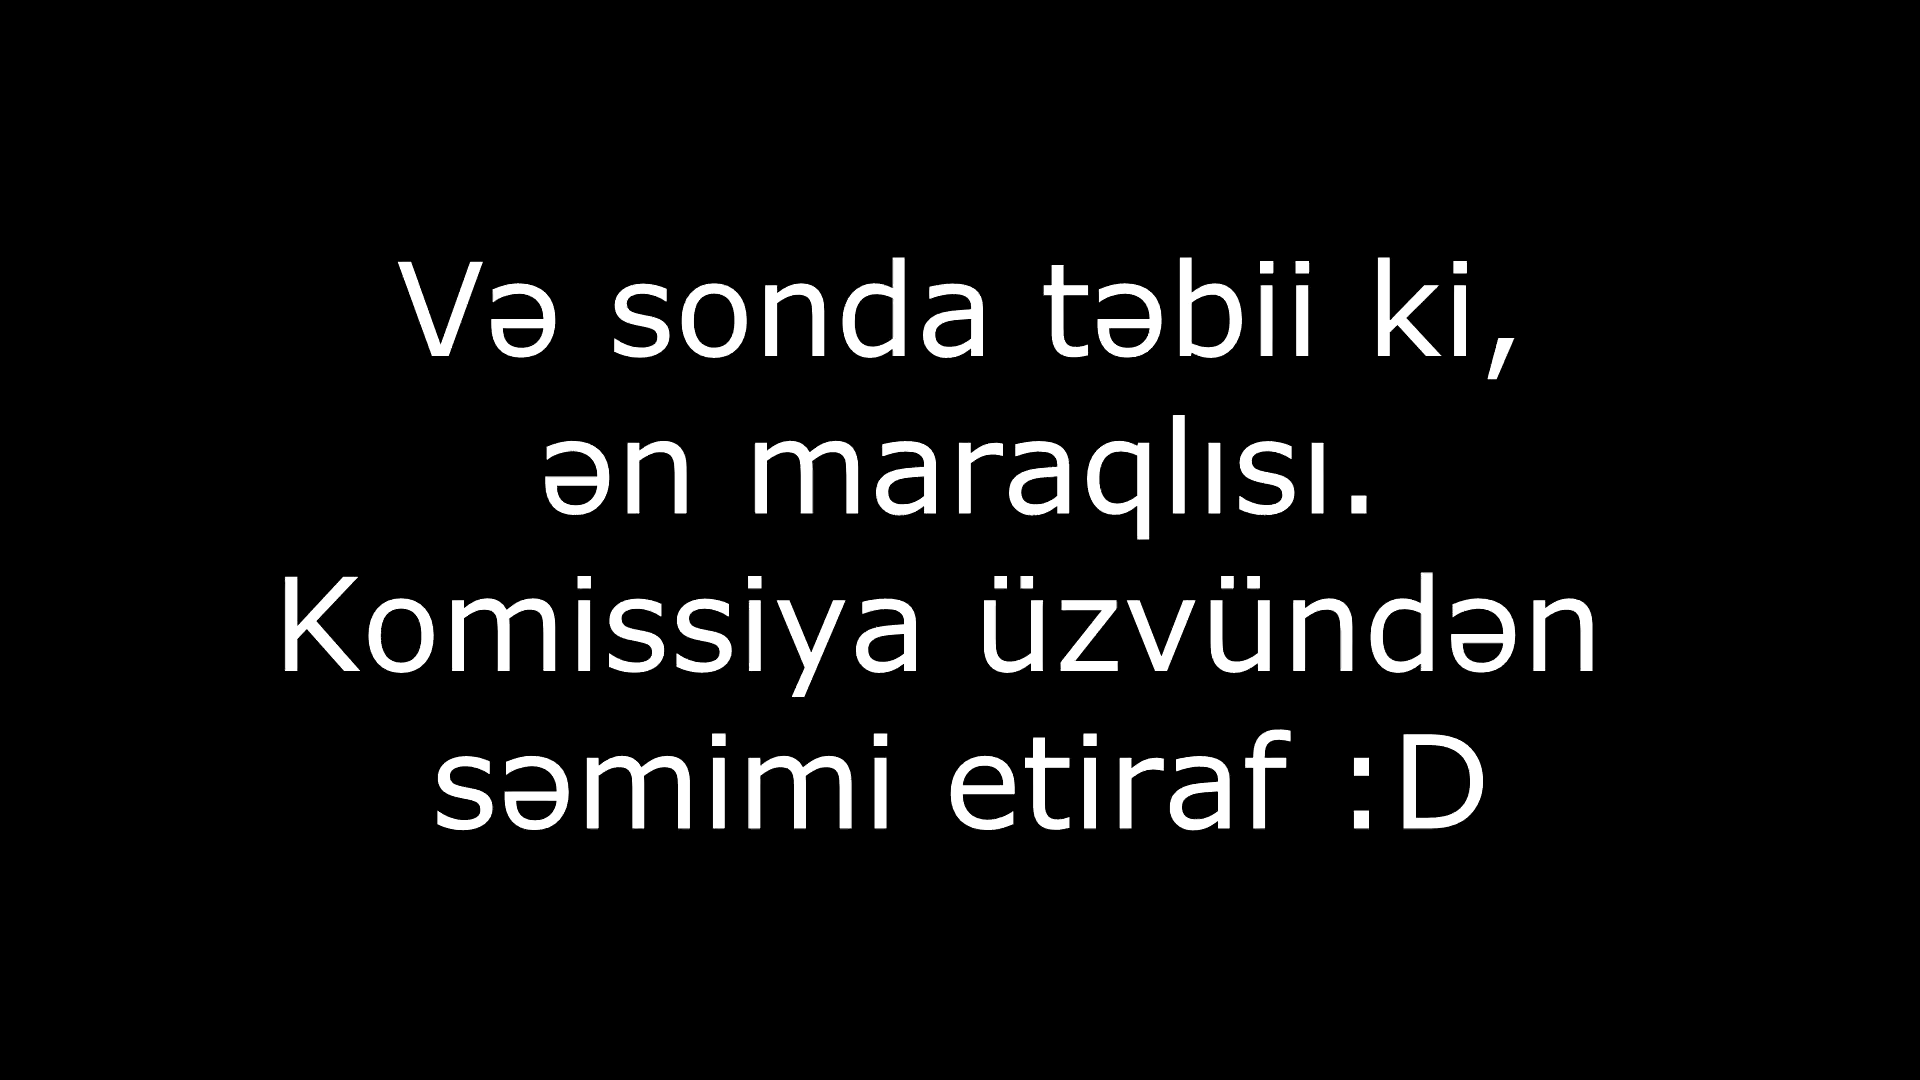 Və sonda təbii ki,
ən maraqlısı.
Komissiya üzvündən
səmimi etiraf :D